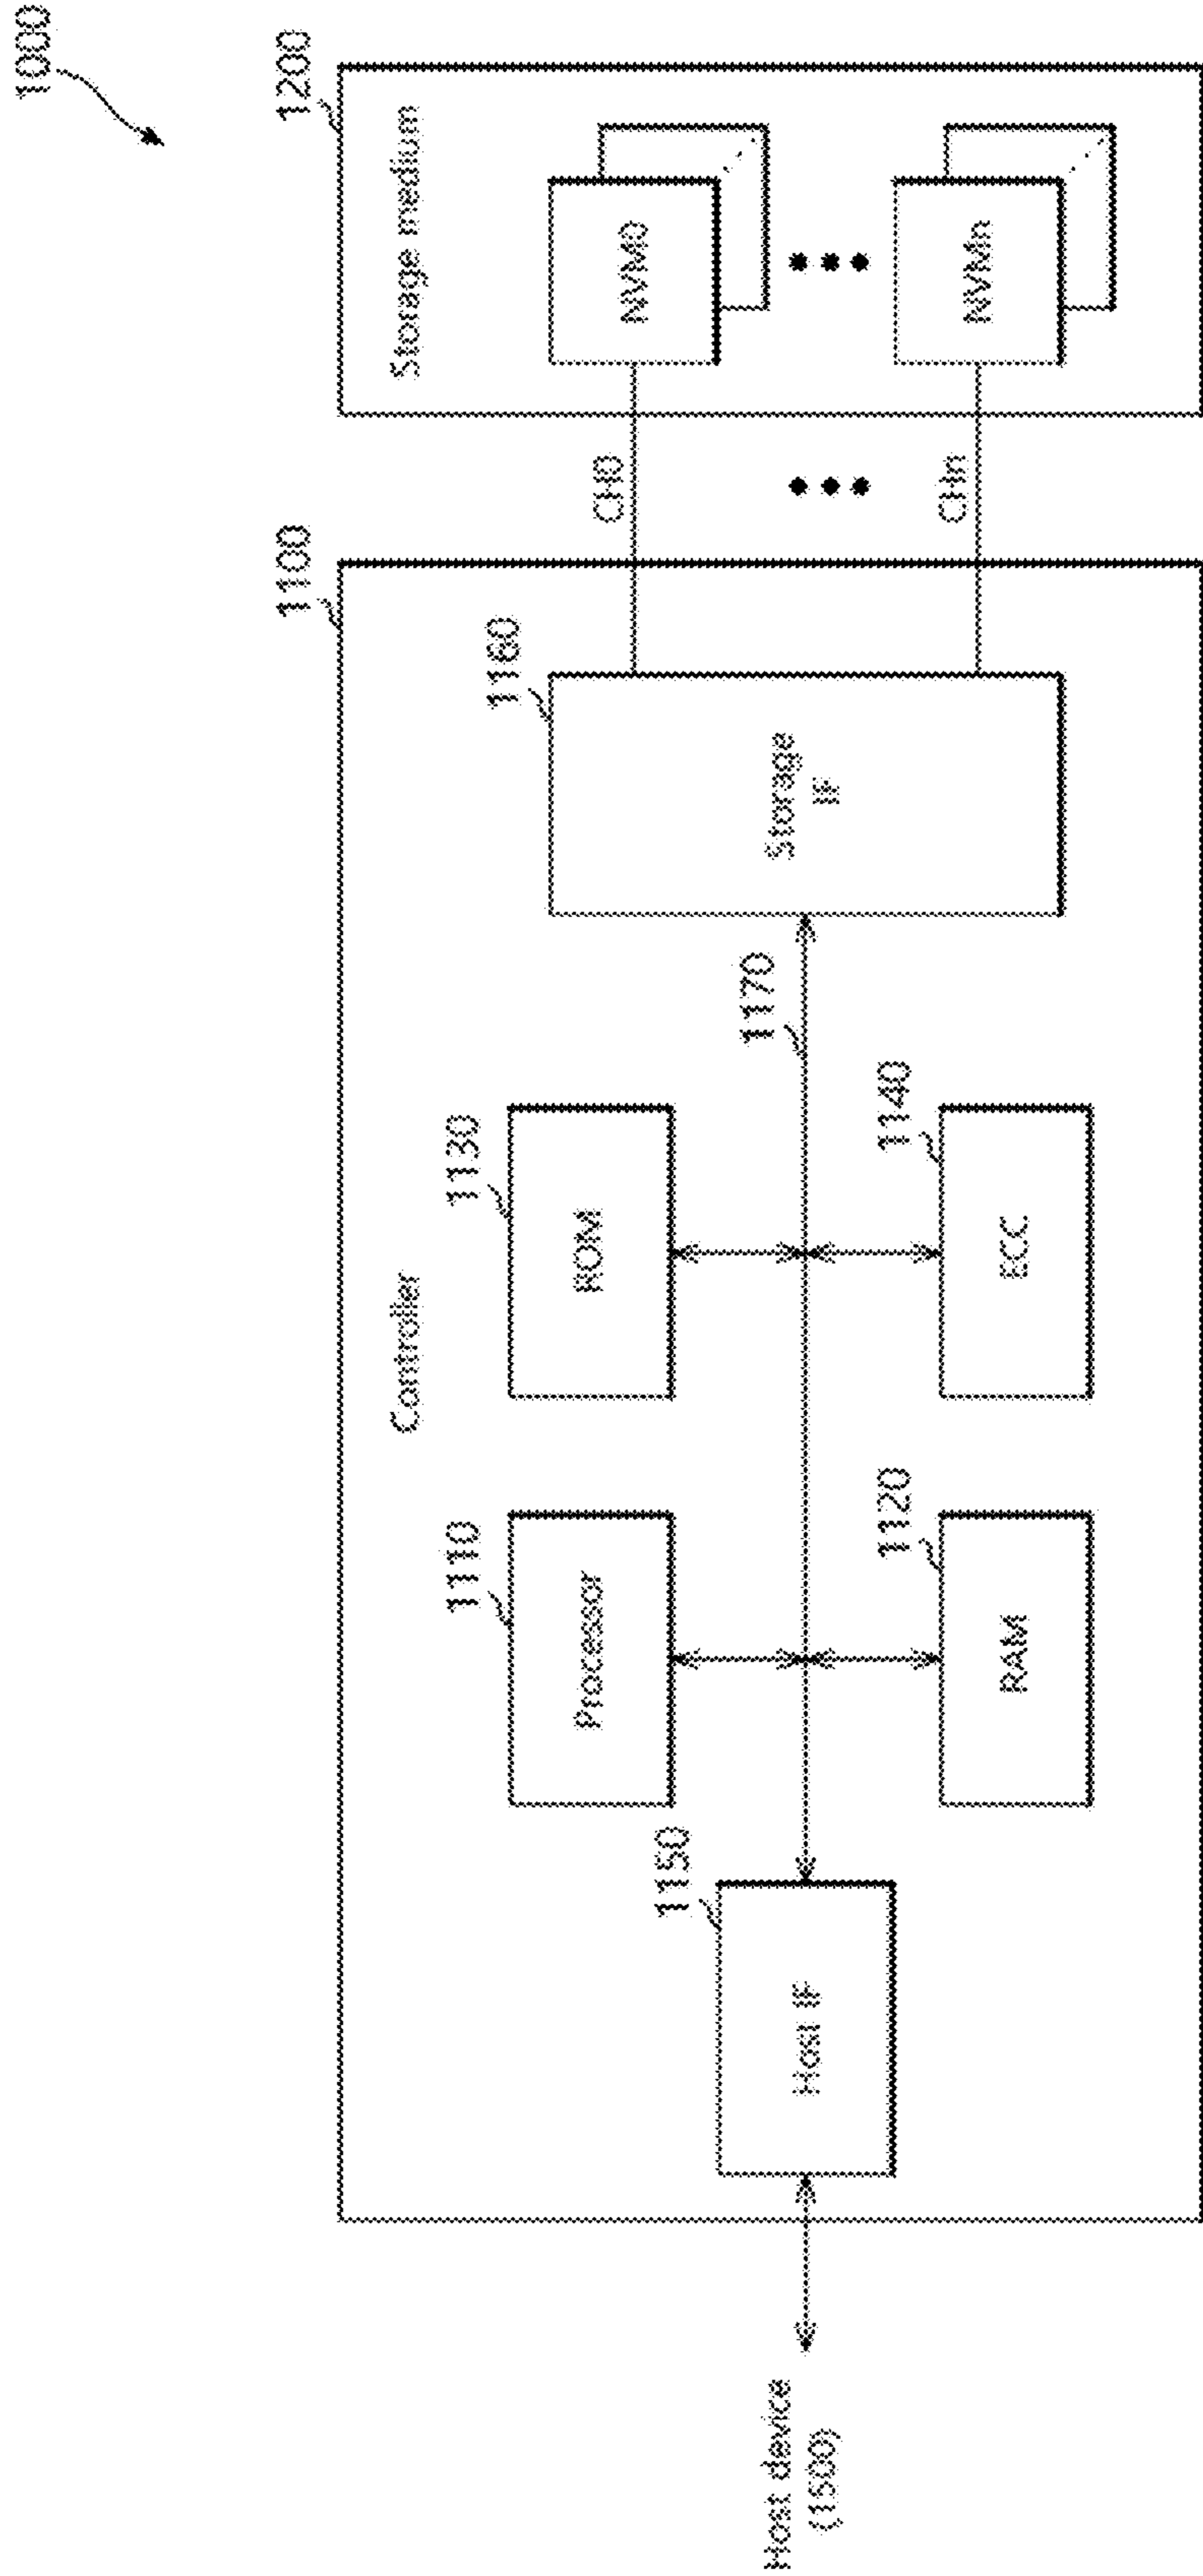 1000
1100
1200
Controller
Storage medium
1110
Processor
1130
ROM
1160
Storage
IF
CH0
NVM0
1150
Host IF
1170
Host device
(1500)
1120
RAM
1140
ECC
CHn
NVMn